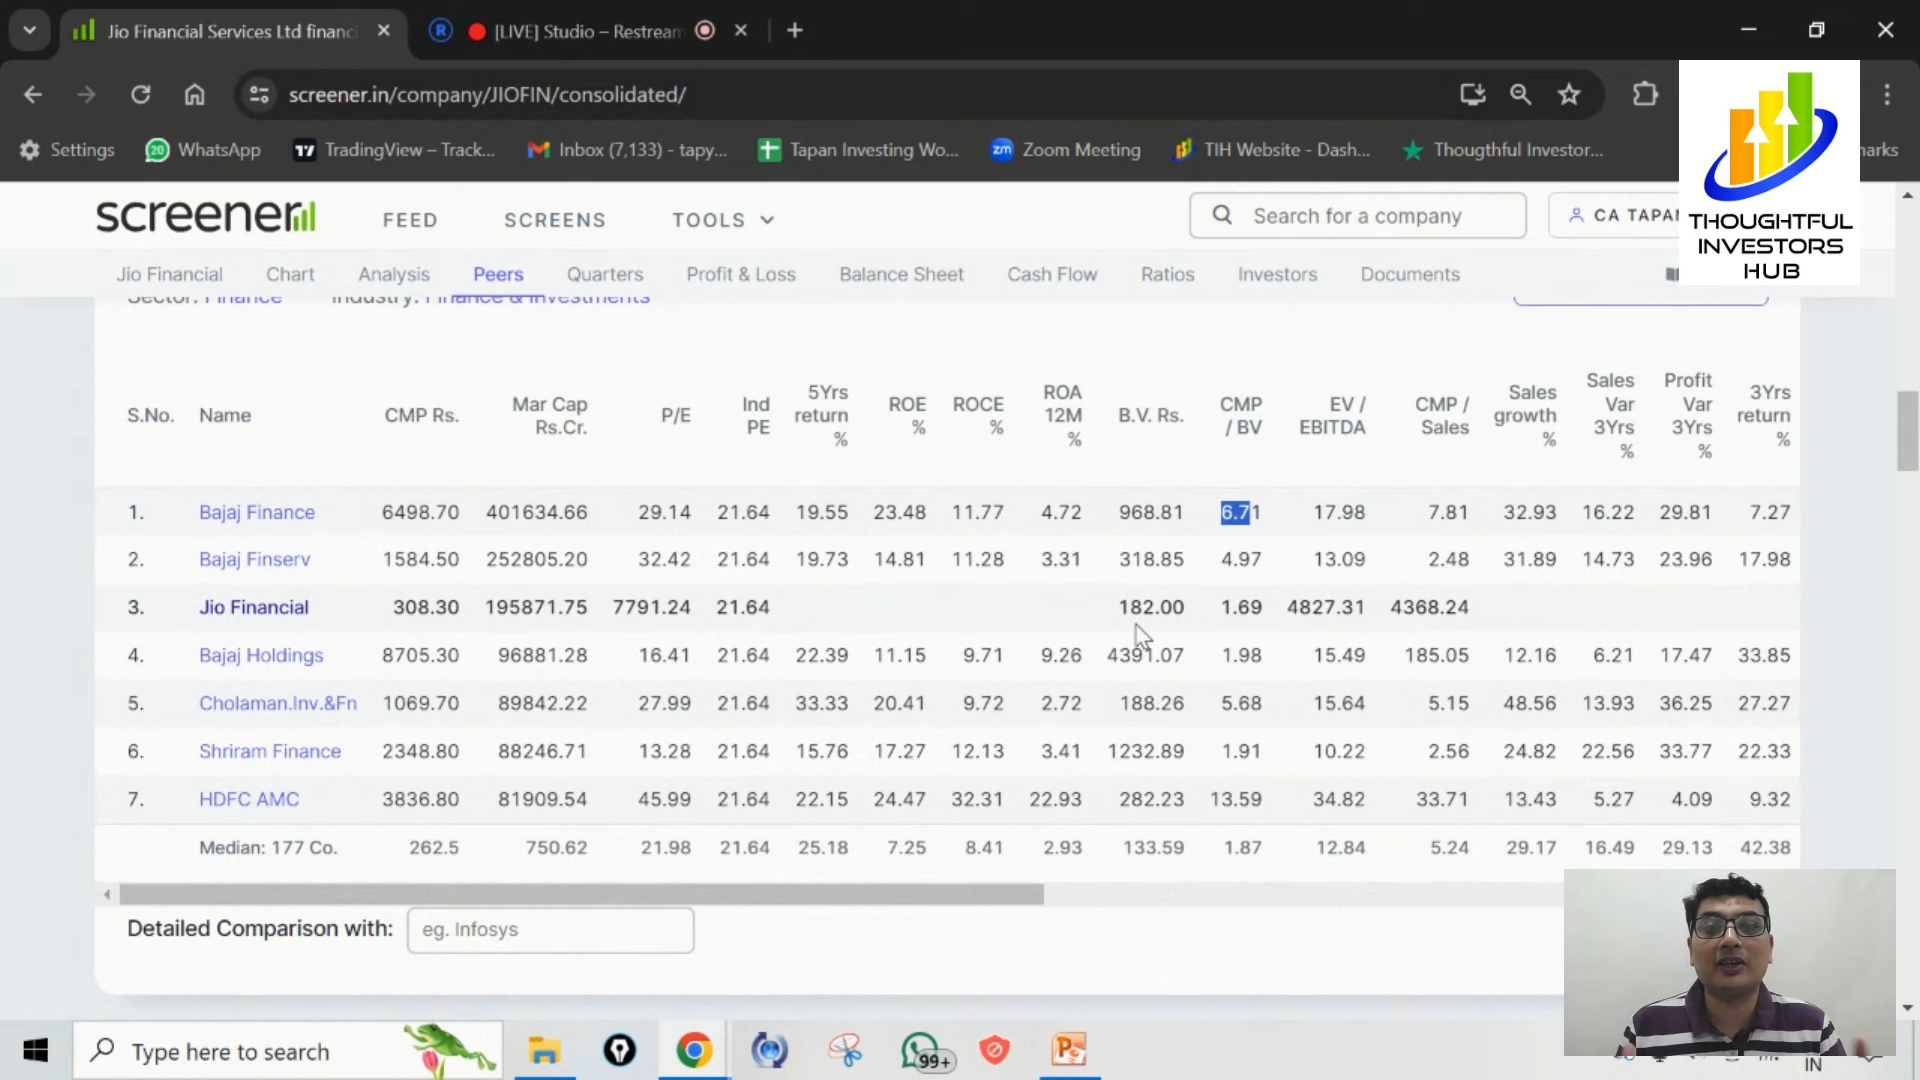 Jio Financial Services Ltd financ
[LIVE] Studio – Restream
screener.in/company/JIOFIN/consolidated/
Settings
20 WhatsApp
TradingView – Track...
Inbox (7,133) - tapy...
Tapan Investing Wo...
zm Zoom Meeting
TIH Website - Dash...
Thougthful Investor...
THOUGHTFUL
INVESTORS
HUB
screener
FEED SCREENS TOOLS
Search for a company
CA TAPAN
Jio Financial Chart Analysis Peers Quarters Profit & Loss Balance Sheet Cash Flow Ratios Investors Documents
Sector: Finance Industry: Finance & Investments
S.No. Name CMP Rs. Mar Cap Rs.Cr. P/E Ind PE 5Yrs return % ROE % ROCE % ROA 12M % B.V. Rs. CMP / BV EV / EBITDA CMP / Sales Sales growth % Sales Var 3Yrs % Profit Var 3Yrs % 3Yrs return %
1. Bajaj Finance 6498.70 401634.66 29.14 21.64 19.55 23.48 11.77 4.72 968.81 6.71 17.98 7.81 32.93 16.22 29.81 7.27
2. Bajaj Finserv 1584.50 252805.20 32.42 21.64 19.73 14.81 11.28 3.31 318.85 4.97 13.09 2.48 31.89 14.73 23.96 17.98
3. Jio Financial 308.30 195871.75 7791.24 21.64 182.00 1.69 4827.31 4368.24
4. Bajaj Holdings 8705.30 96881.28 16.41 21.64 22.39 11.15 9.71 9.26 4391.07 1.98 15.49 185.05 12.16 6.21 17.47 33.85
5. Cholaman.Inv.&Fn 1069.70 89842.22 27.99 21.64 33.33 20.41 9.72 2.72 188.26 5.68 15.64 5.15 48.56 13.93 36.25 27.27
6. Shriram Finance 2348.80 88246.71 13.28 21.64 15.76 17.27 12.13 3.41 1232.89 1.91 10.22 2.56 24.82 22.56 33.77 22.33
7. HDFC AMC 3836.80 81909.54 45.99 21.64 22.15 24.47 32.31 22.93 282.23 13.59 34.82 33.71 13.43 5.27 4.09 9.32
Median: 177 Co. 262.5 750.62 21.98 21.64 25.18 7.25 8.41 2.93 133.59 1.87 12.84 5.24 29.17 16.49 29.13 42.38
Detailed Comparison with: eg. Infosys
Type here to search
99+
IN